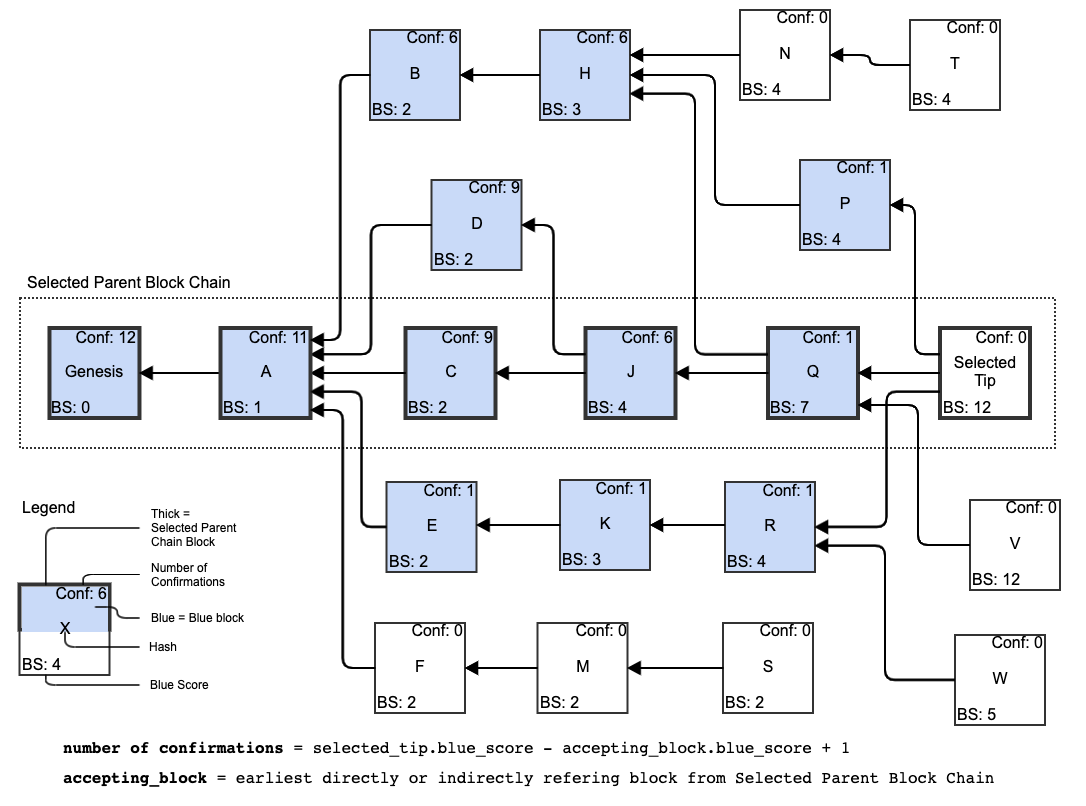 Conf: 0
N
BS: 4
Conf: 0
T
BS: 4
Conf: 6
B
BS: 2
Conf: 6
H
BS: 3
Conf: 1
P
BS: 4
Conf: 9
D
BS: 2
Selected Parent Block Chain
Conf: 12
Genesis
BS: 0
Conf: 11
A
BS: 1
Conf: 9
C
BS: 2
Conf: 6
J
BS: 4
Conf: 1
Q
BS: 7
Conf: 0
Selected
Tip
BS: 12
Conf: 1
E
BS: 2
Conf: 1
K
BS: 3
Conf: 1
R
BS: 4
Conf: 0
V
BS: 12
Conf: 0
F
BS: 2
Conf: 0
M
BS: 2
Conf: 0
S
BS: 2
Conf: 0
W
BS: 5
Legend
Thick =
Selected Parent
Chain Block
Number of
Confirmations
Conf: 6
Blue = Blue block
X
Hash
BS: 4
Blue Score
number of confirmations = selected_tip.blue_score - accepting_block.blue_score + 1
accepting_block = earliest directly or indirectly refering block from Selected Parent Block Chain